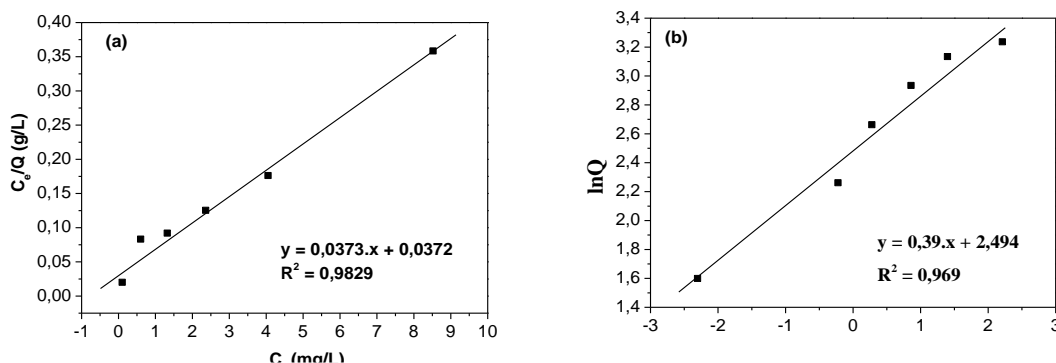 (a)
0,40
0,35
0,30
0,25
0,20
0,15
0,10
0,05
0,00
Ce/Q (g/L)
y = 0,0373.x + 0,0372
R² = 0,9829
-1 0 1 2 3 4 5 6 7 8 9 10
C (mg/L)
(b)
3,4
3,2
3,0
2,8
2,6
2,4
2,2
2,0
1,8
1,6
1,4
lnQ
y = 0,39.x + 2,494
R² = 0,969
-3 -2 -1 0 1 2 3